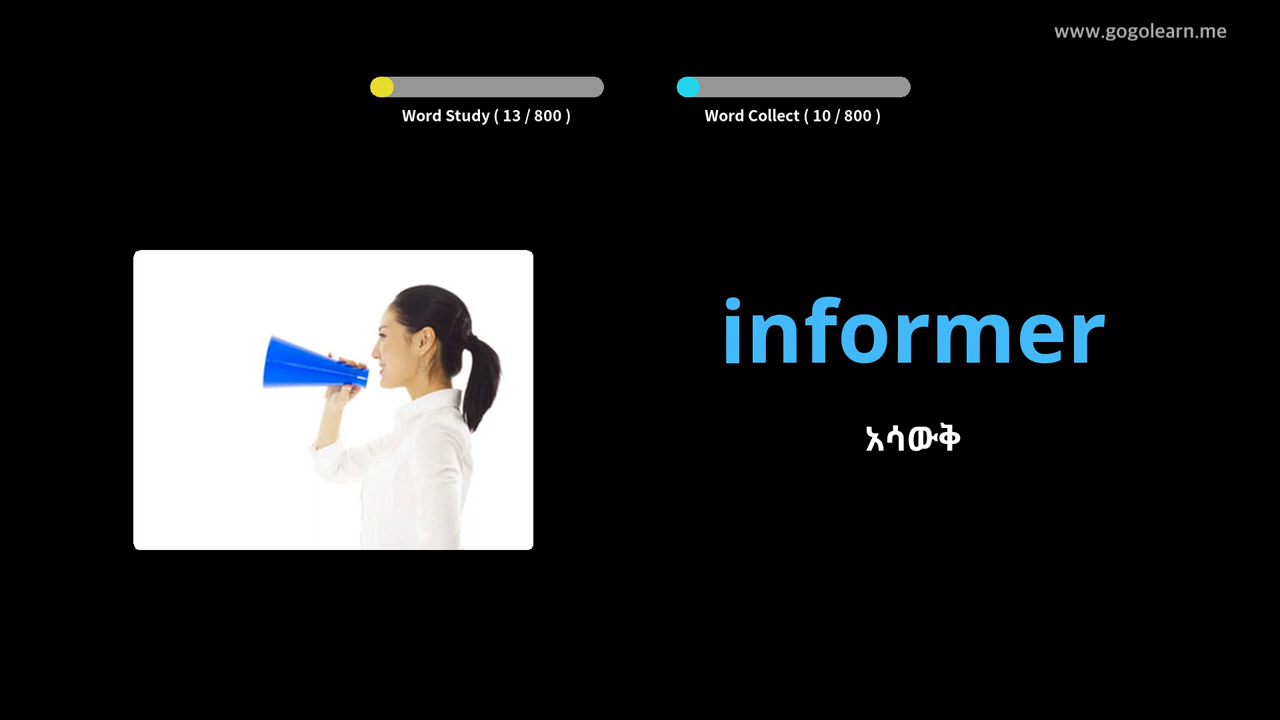 www.gogolearn.me
Word Study ( 13 / 800 )
Word Collect ( 10 / 800 )
informer
አሳውቅ